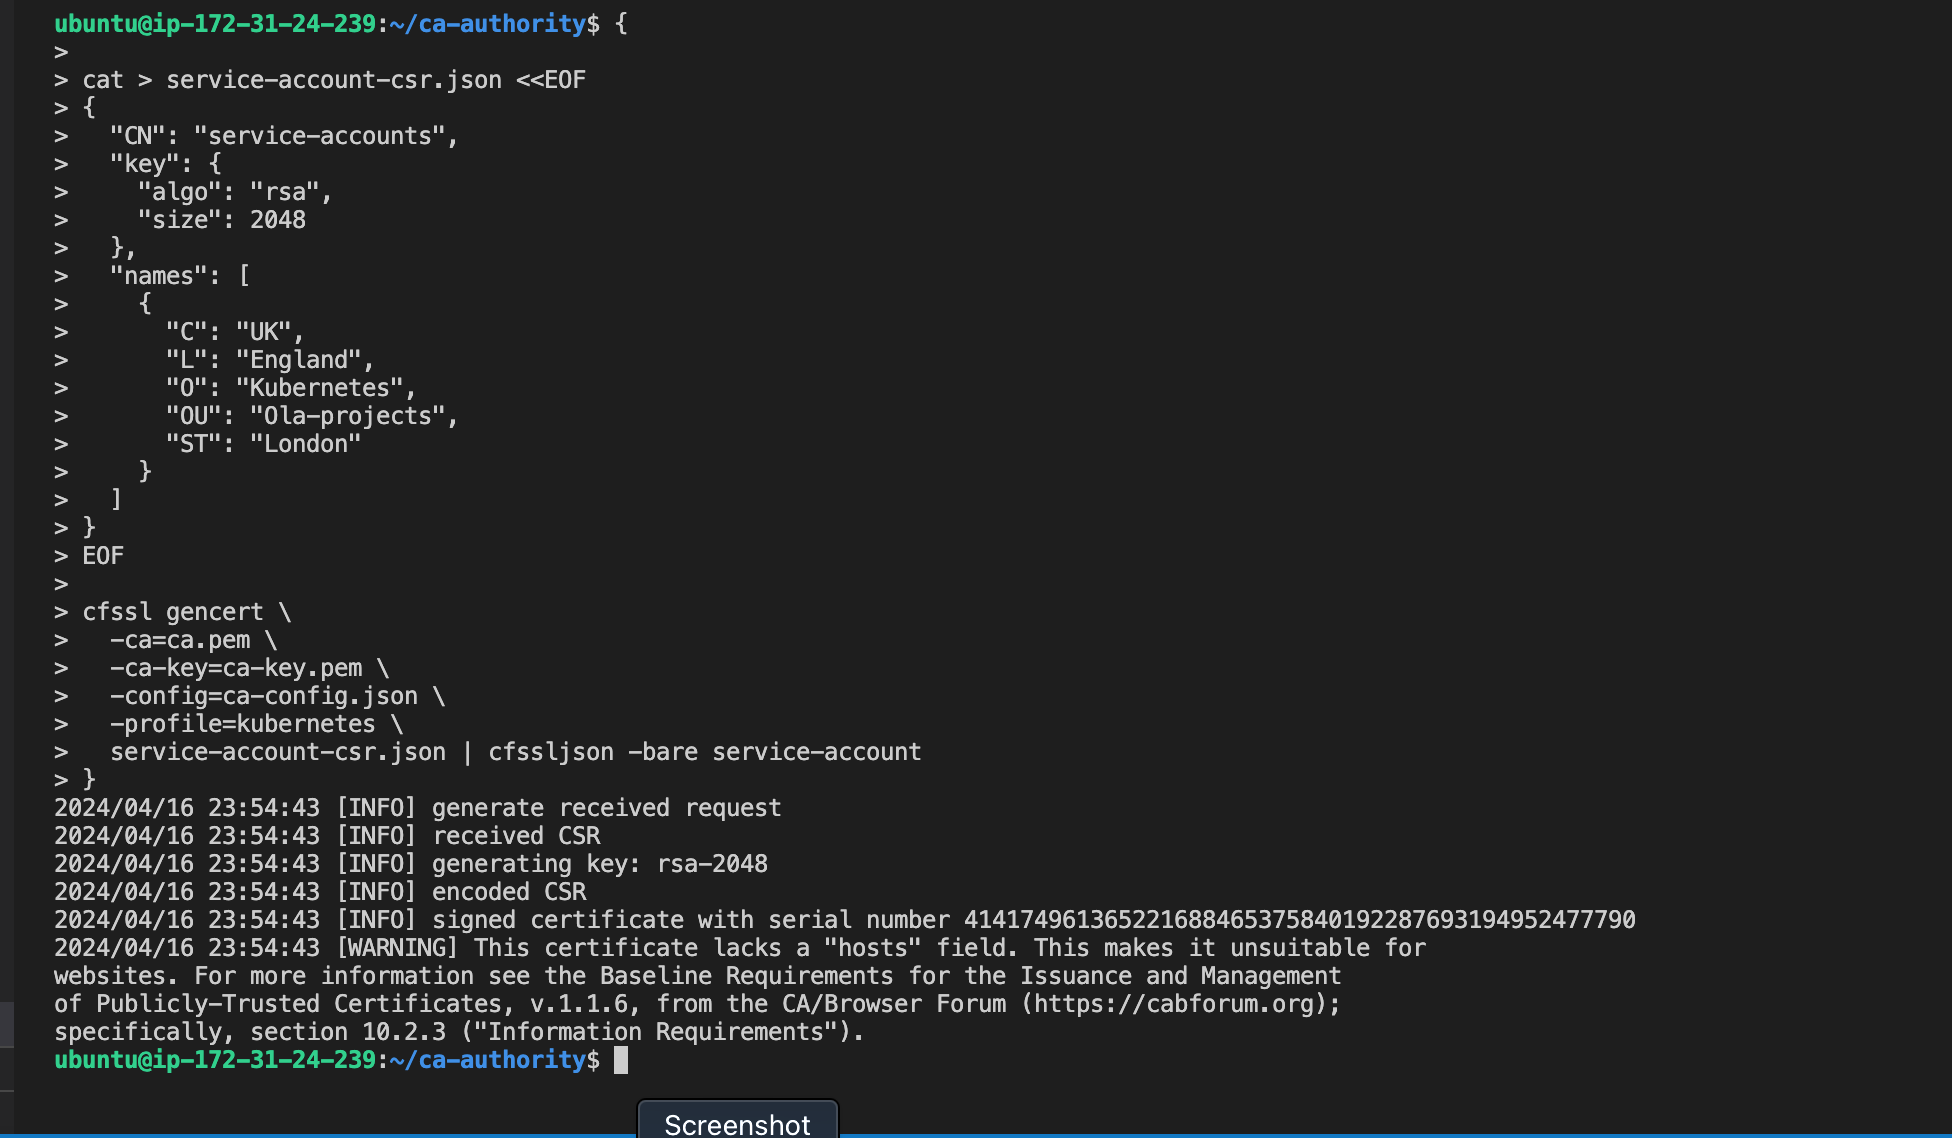 ubuntu@ip-172-31-24-239:~/ca-authority$ {
>
> cat > service-account-csr.json <<EOF
> {
>   "CN": "service-accounts",
>   "key": {
>     "algo": "rsa",
>     "size": 2048
>   },
>   "names": [
>     {
>       "C": "UK",
>       "L": "England",
>       "O": "Kubernetes",
>       "OU": "Ola-projects",
>       "ST": "London"
>     }
>   ]
> }
> EOF
>
> cfssl gencert \
>   -ca=ca.pem \
>   -ca-key=ca-key.pem \
>   -config=ca-config.json \
>   -profile=kubernetes \
>   service-account-csr.json | cfssljson -bare service-account
> }
2024/04/16 23:54:43 [INFO] generate received request
2024/04/16 23:54:43 [INFO] received CSR
2024/04/16 23:54:43 [INFO] generating key: rsa-2048
2024/04/16 23:54:43 [INFO] encoded CSR
2024/04/16 23:54:43 [INFO] signed certificate with serial number 414174961365221688465375840192287693194952477790
2024/04/16 23:54:43 [WARNING] This certificate lacks a "hosts" field. This makes it unsuitable for
websites. For more information see the Baseline Requirements for the Issuance and Management
of Publicly-Trusted Certificates, v.1.1.6, from the CA/Browser Forum (https://cabforum.org);
specifically, section 10.2.3 ("Information Requirements").
ubuntu@ip-172-31-24-239:~/ca-authority$
Screenshot